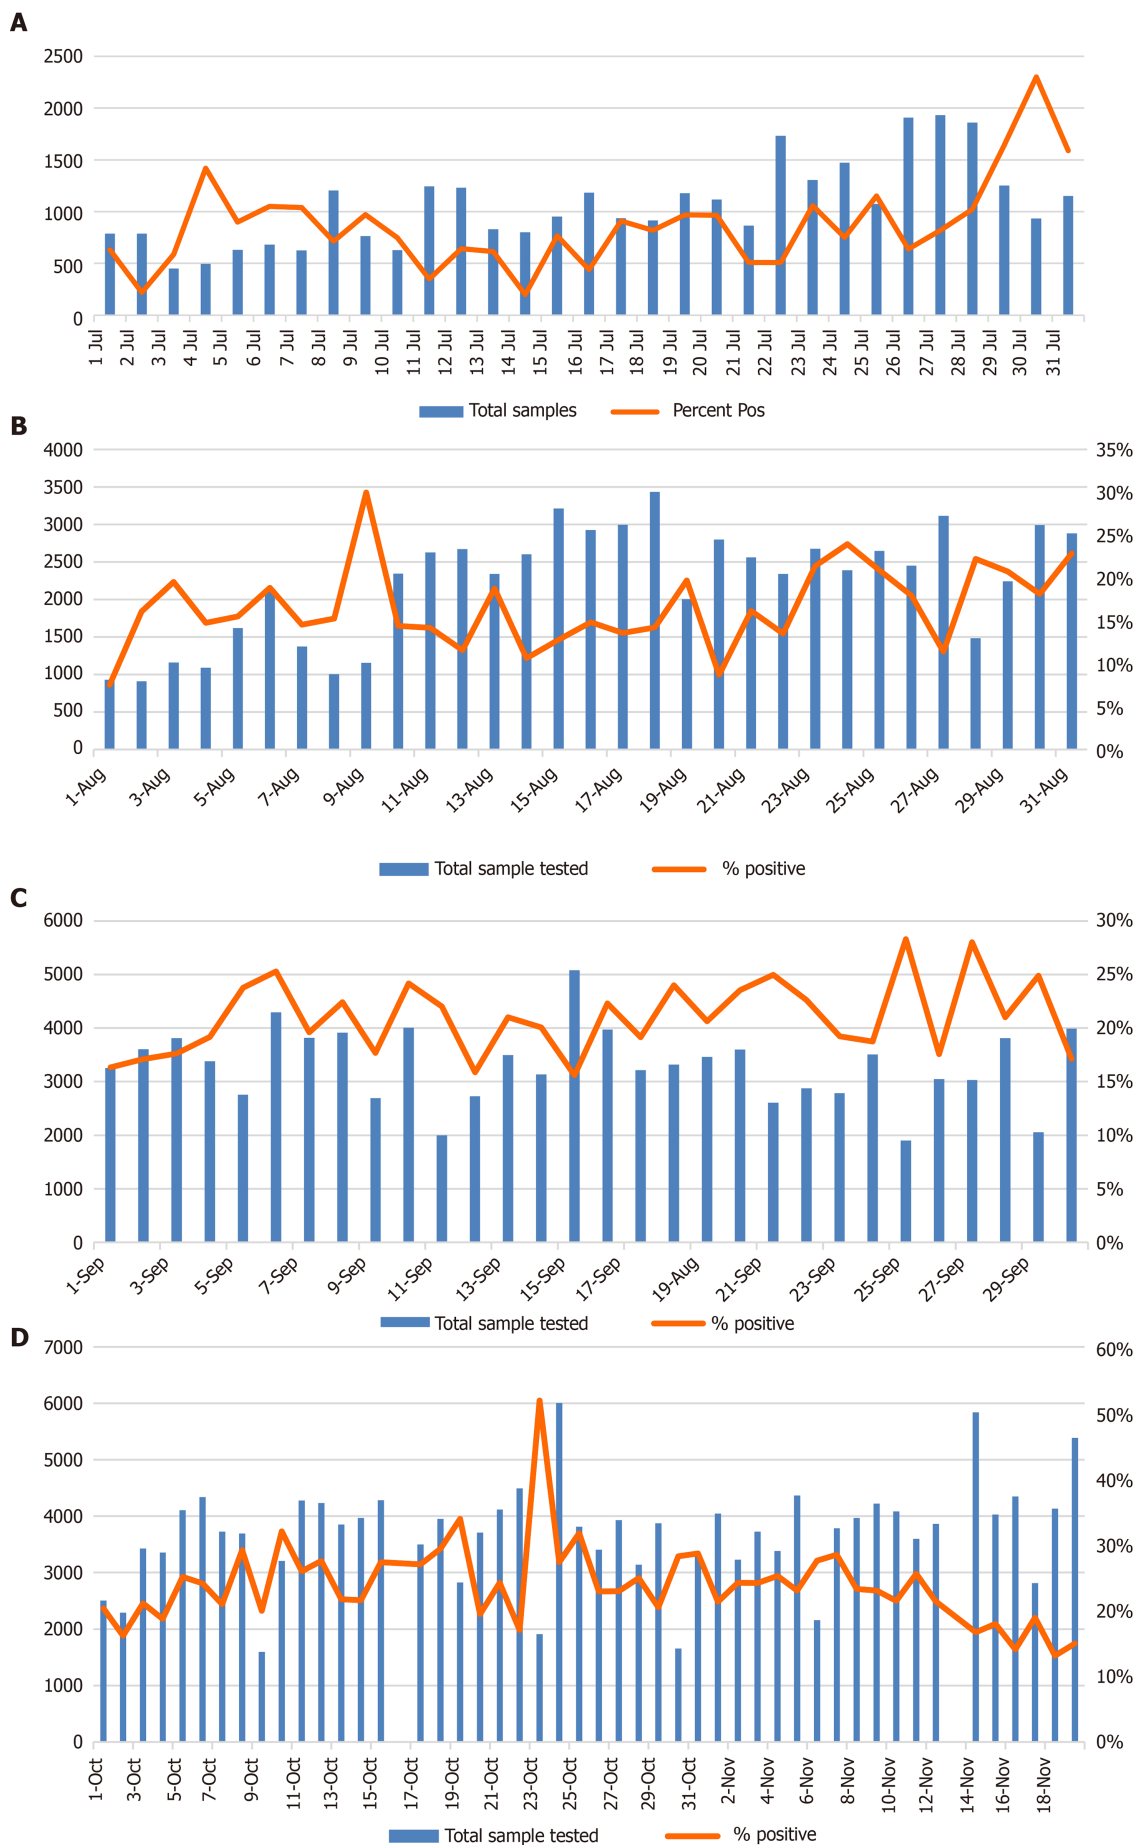 A
2500
2000
1500
1000
500
0
1 Jul 2 Jul 3 Jul 4 Jul 5 Jul 6 Jul 7 Jul 8 Jul 9 Jul 10 Jul 11 Jul 12 Jul 13 Jul 14 Jul 15 Jul 16 Jul 17 Jul 18 Jul 19 Jul 20 Jul 21 Jul 22 Jul 23 Jul 24 Jul 25 Jul 26 Jul 27 Jul 28 Jul 29 Jul 30 Jul 31 Jul
Total samples Percent Pos
B
4000 35%
3500 30%
3000 25%
2500 20%
2000 15%
1500 10%
1000 5%
500 0%
0
1-Aug 3-Aug 5-Aug 7-Aug 9-Aug 11-Aug 13-Aug 15-Aug 17-Aug 19-Aug 21-Aug 23-Aug 25-Aug 27-Aug 29-Aug 31-Aug
Total sample tested % positive
C
6000 30%
5000 25%
4000 20%
3000 15%
2000 10%
1000 5%
0 0%
1-Sep 3-Sep 5-Sep 7-Sep 9-Sep 11-Sep 13-Sep 15-Sep 17-Sep 19-Aug 21-Sep 23-Sep 25-Sep 27-Sep 29-Sep
Total sample tested % positive
D
7000 60%
6000 50%
5000 40%
4000 30%
3000 20%
2000 10%
1000 0%
0
1-Oct 3-Oct 5-Oct 7-Oct 9-Oct 11-Oct 13-Oct 15-Oct 17-Oct 19-Oct 21-Oct 23-Oct 25-Oct 27-Oct 29-Oct 31-Oct 2-Nov 4-Nov 6-Nov 8-Nov 10-Nov 12-Nov 14-Nov 16-Nov 18-Nov
Total sample tested % positive